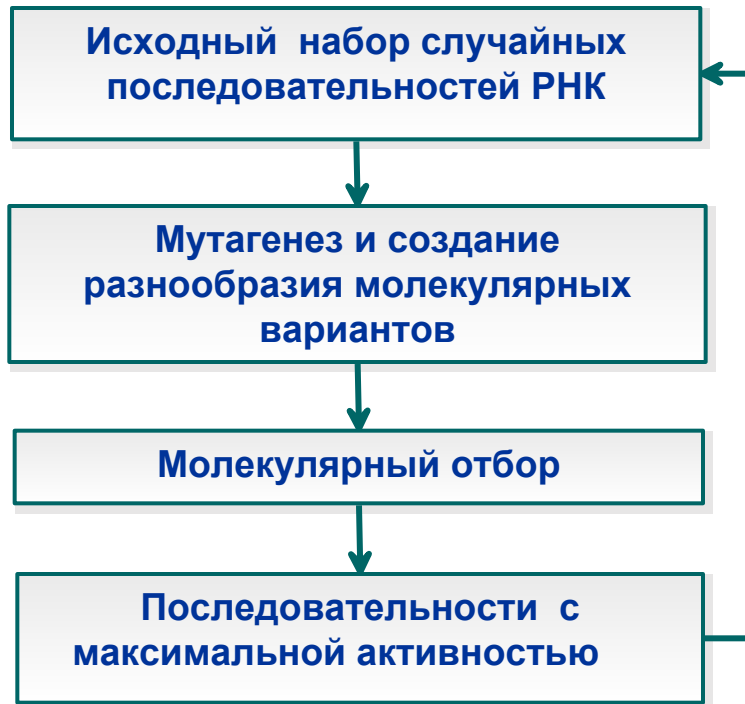 Исходный набор случайных
последовательностей РНК
Мутагенез и создание
разнообразия молекулярных
вариантов
Молекулярный отбор
Последовательности с
максимальной активностью